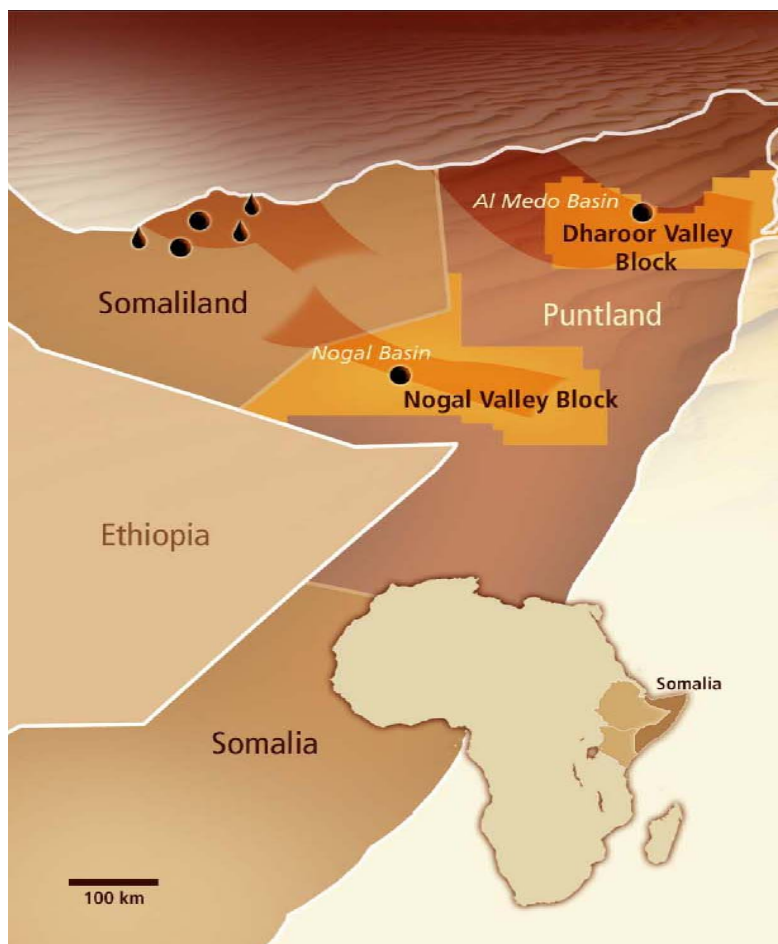 Al Medo Basin
Dharoor Valley
Block
Somaliland
Puntland
Nogal Basin
Nogal Valley Block
Ethiopia
Somalia
Somalia
100 km